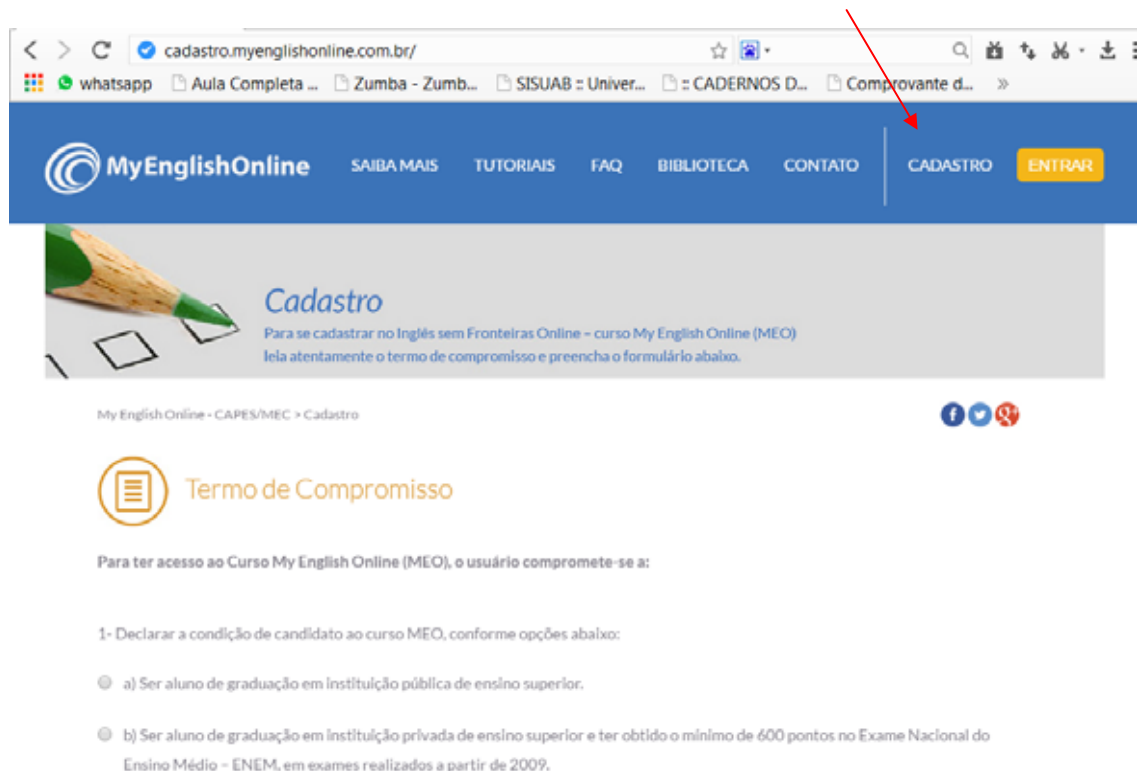 cadastro.myenglishonline.com.br/
whatsapp Aula Completa ... Zumba - Zumb... SISUAB :: Univer... :: CADERNOS D... Comprovante d... »
MyEnglishOnline SAIBA MAIS TUTORIAIS FAQ BIBLIOTECA CONTATO CADASTRO ENTRAR
Cadastro
Para se cadastrar no Inglês sem Fronteiras Online – curso My English Online (MEO)
leia atentamente o termo de compromisso e preencha o formulário abaixo.
My English Online - CAPES/MEC > Cadastro
Termo de Compromisso
Para ter acesso ao Curso My English Online (MEO), o usuário compromete-se a:
1- Declarar a condição de candidato ao curso MEO, conforme opções abaixo:
a) Ser aluno de graduação em instituição pública de ensino superior.
b) Ser aluno de graduação em instituição privada de ensino superior e ter obtido o mínimo de 600 pontos no Exame Nacional do
Ensino Médio – ENEM, em exames realizados a partir de 2009.